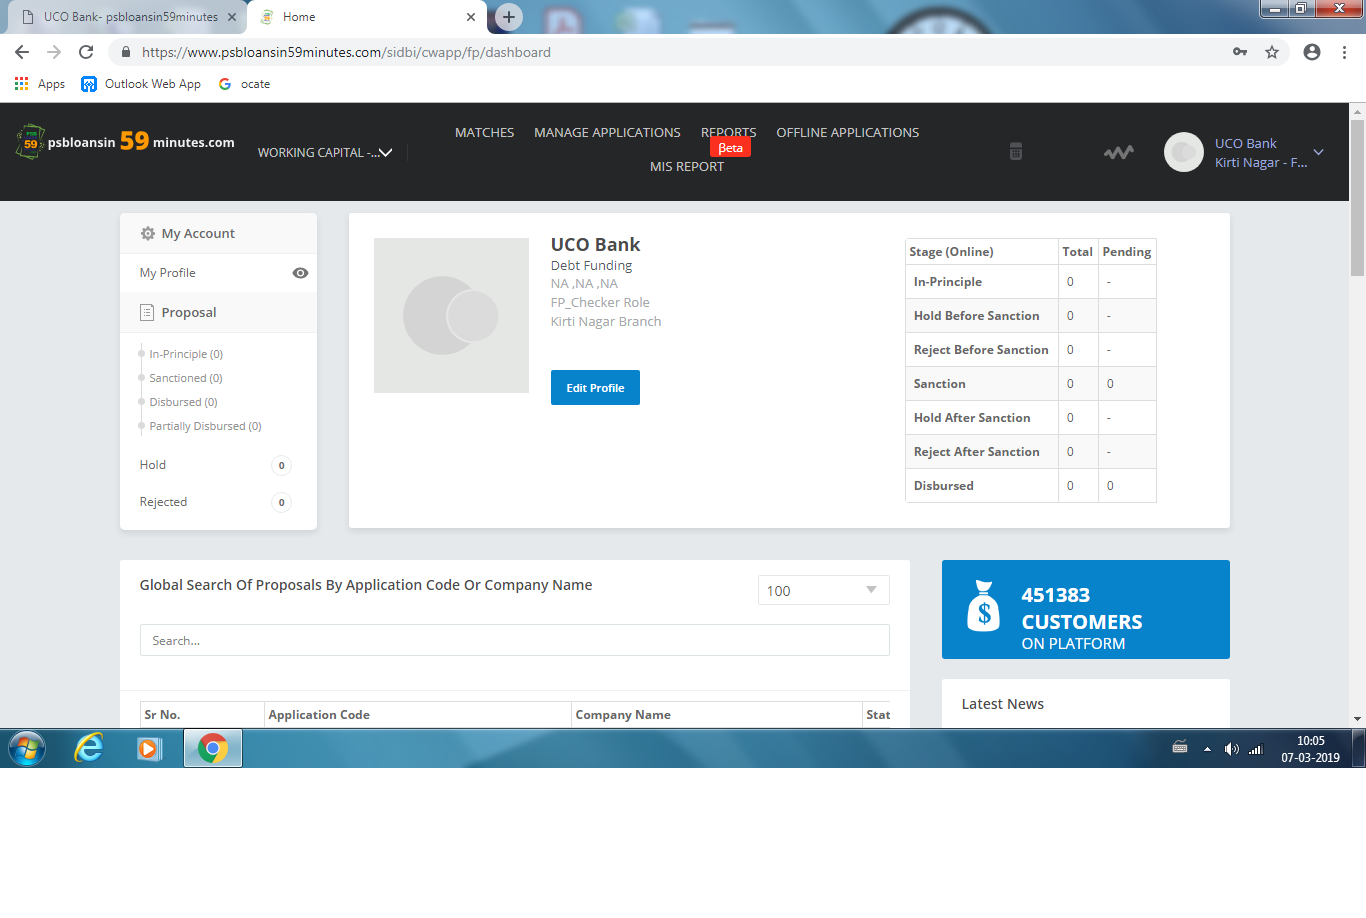 UCO Bank- psbloansin59minutes
Home
https://www.psbloansin59minutes.com/sidbi/cwapp/fp/dashboard
Apps
Outlook Web App
ocate
psbloansin 59 minutes.com
WORKING CAPITAL -...
MATCHES
MANAGE APPLICATIONS
REPORTS
OFFLINE APPLICATIONS
βeta
MIS REPORT
UCO Bank
Kirti Nagar - F...
My Account
My Profile
Proposal
In-Principle (0)
Sanctioned (0)
Disbursed (0)
Partially Disbursed (0)
Hold 0
Rejected 0
UCO Bank
Debt Funding
NA ,NA ,NA
FP_Checker Role
Kirti Nagar Branch
Edit Profile
Stage (Online) Total Pending
In-Principle 0 -
Hold Before Sanction 0 -
Reject Before Sanction 0 -
Sanction 0 0
Hold After Sanction 0 -
Reject After Sanction 0 -
Disbursed 0 0
Global Search Of Proposals By Application Code Or Company Name
100
Search...
Sr No. Application Code Company Name Stat
451383
CUSTOMERS
ON PLATFORM
Latest News
10:05
07-03-2019